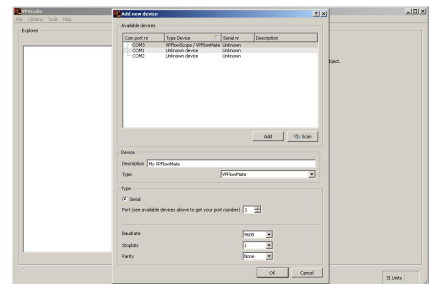 VPStudio
File Options Tools Help
Explorer
bject.
SI Units
Add new device
Available devices
Com port nr Type Device Serial nr Description
COM3 VPFlowScope / VPFlowMate Unknown
COM1 Unknown device Unknown
COM2 Unknown device Unknown
Add Scan
Device
Description My VPFlowMate
Type VPFlowMate
Type
Serial
Port (see available devices above to get your port number) 3
Baudrate 9600
Stopbits 1
Parity None
OK Cancel